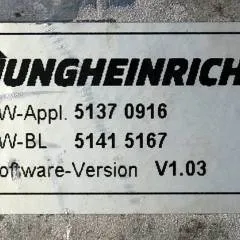 JUNGHEINRICH
W-Appl. 5137 0916
W-BL 5141 5167
oftware-Version V1.03